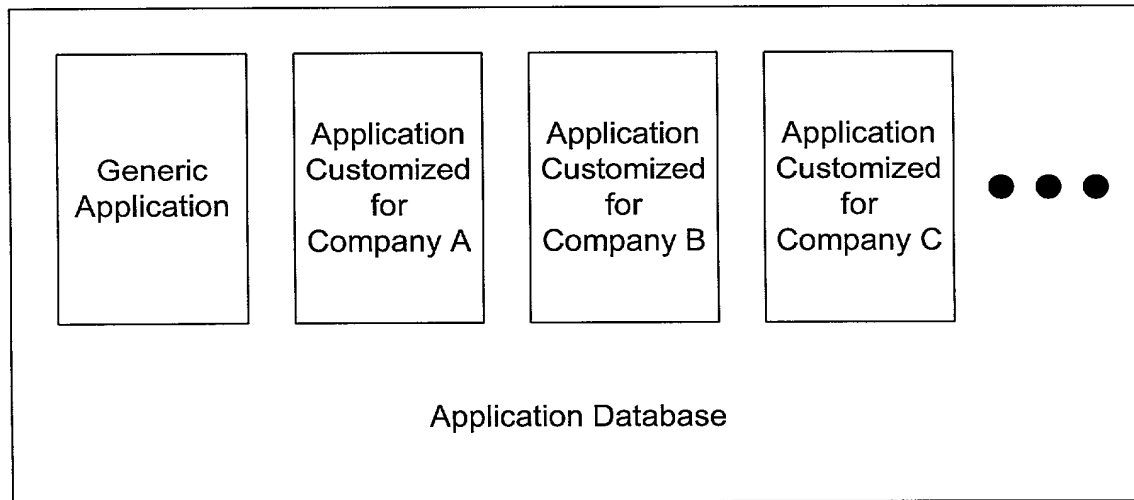 Generic
Application
Application
Customized
for
Company A
Application
Customized
for
Company B
Application
Customized
for
Company C
Application Database